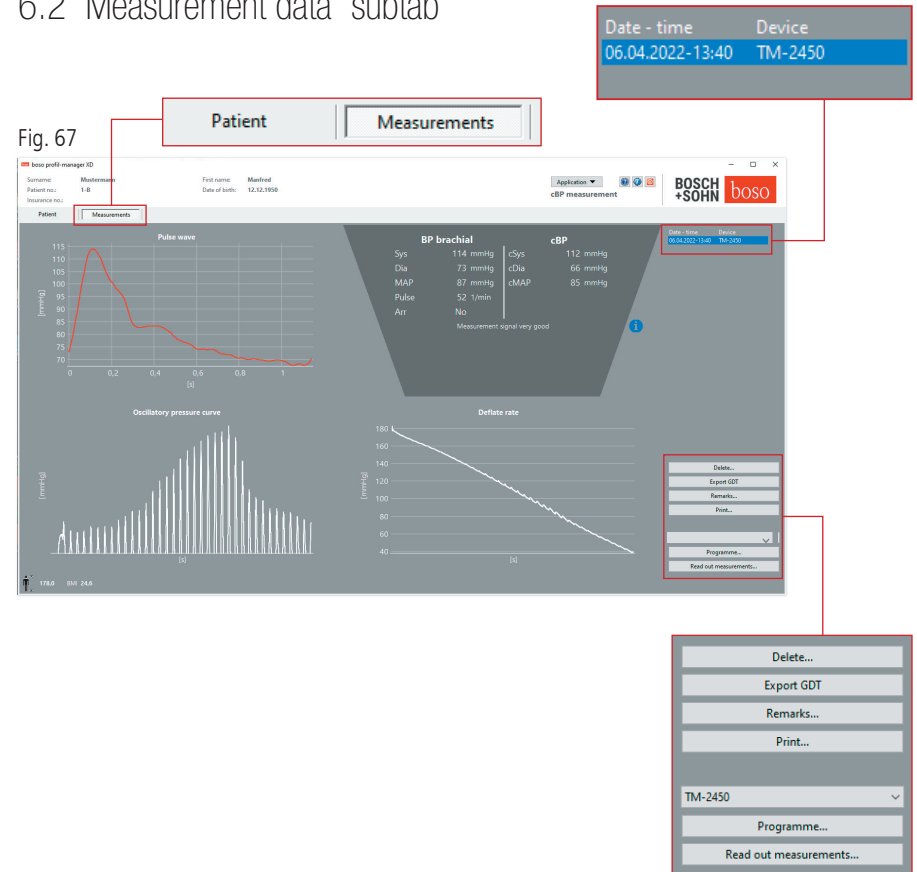 6.2 "Measurement data" subtab
Date - time Device
06.04.2022-13:40 TM-2450
Patient Measurements
Fig. 67
boso profil-manager XD
Surname: Mustermann First name: Manfred
Patient no.: 1-B Date of birth: 12.12.1950
Insurance no.:
Application
cBP measurement
BOSCH
+SOHN
boso
Patient Measurements
Pulse wave
[mmHg]
115
110
105
100
95
90
85
80
75
70
0 0,2 0,4 0,6 0,8 1
[s]
BP brachial cBP
Sys 114 mmHg cSys 112 mmHg
Dia 73 mmHg cDia 66 mmHg
MAP 87 mmHg cMAP 85 mmHg
Pulse 52 1/min
Arr No
Measurement signal very good
i
Date - time Device
06.04.2022-13:40 TM-2450
Oscillatory pressure curve
[mmHg]
[s]
Deflate rate
[mmHg]
180
160
140
120
100
80
60
40
[s]
Delete...
Export GDT
Remarks...
Print...
Programme...
Read out measurements...
178,0 BMI 24,6
Delete...
Export GDT
Remarks...
Print...
TM-2450
Programme...
Read out measurements...